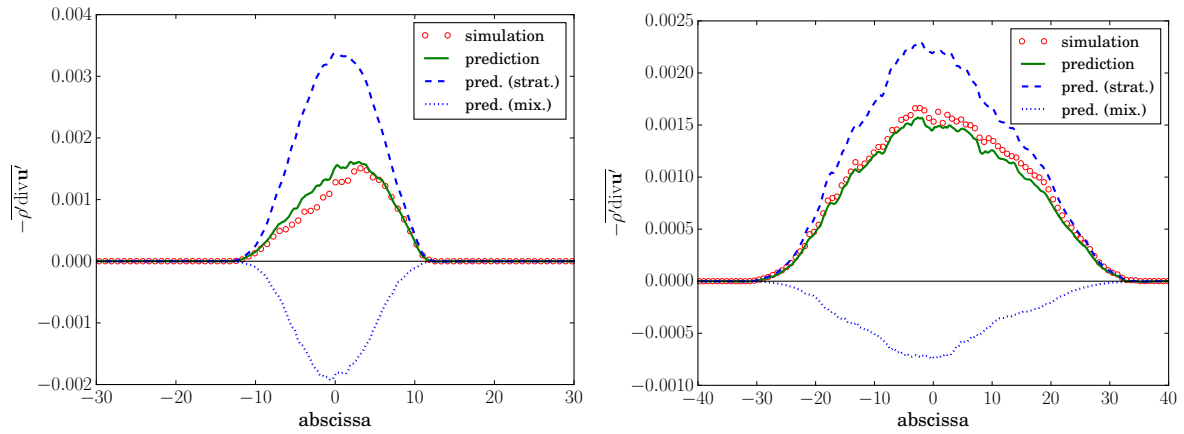 0.004
0.003
0.002
0.001
0.000
−0.001
−0.002
−ρ′divu′
simulation
prediction
pred. (strat.)
pred. (mix.)
−30
−20
−10
0
10
20
30
abscissa
0.0025
0.0020
0.0015
0.0010
0.0005
0.0000
−0.0005
−0.0010
−ρ′divu′
simulation
prediction
pred. (strat.)
pred. (mix.)
−40
−30
−20
−10
0
10
20
30
40
abscissa